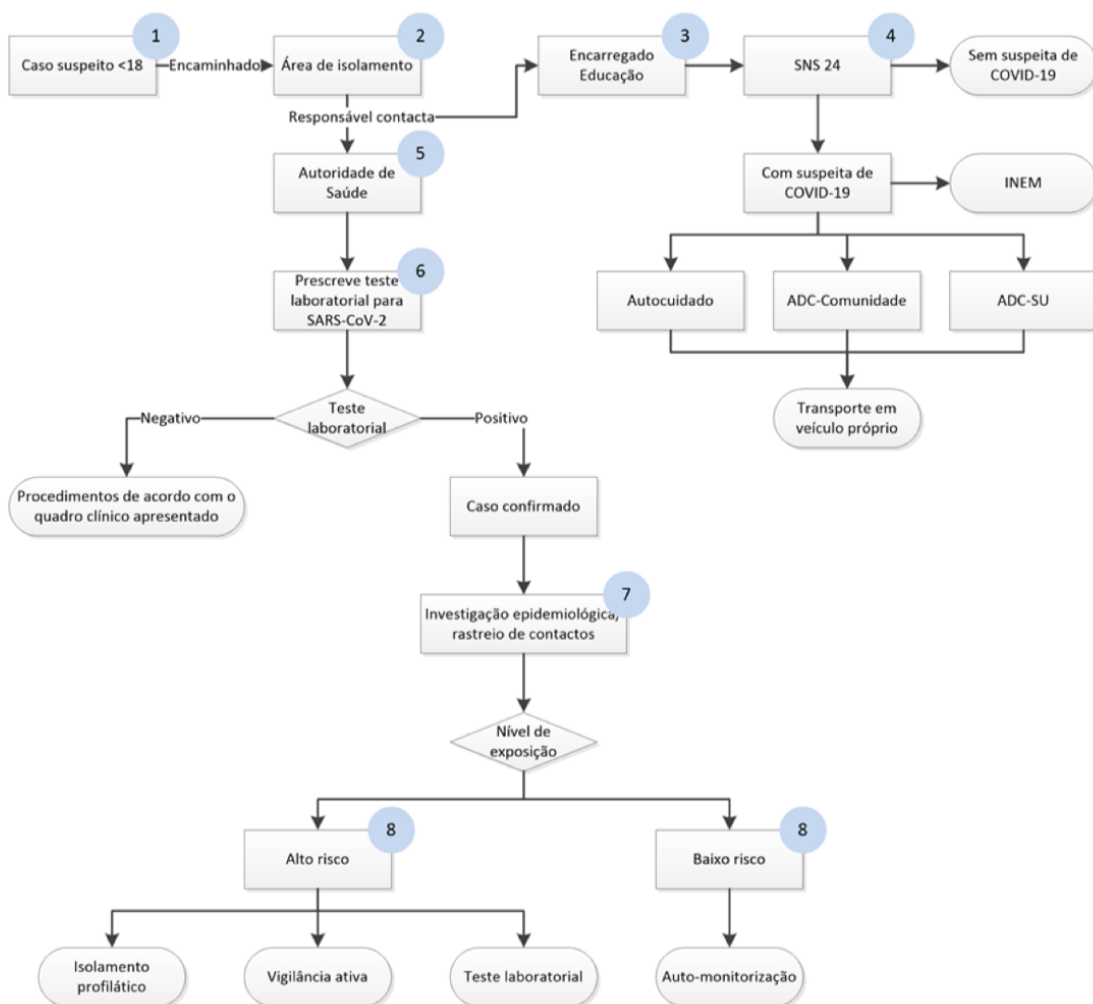 1
Caso suspeito <18
Encaminhado
2
Área de isolamento
3
Encarregado
Educação
4
SNS 24
Sem suspeita de
COVID-19
Responsável contacta
5
Autoridade de
Saúde
Com suspeita de
COVID-19
INEM
6
Prescreve teste
laboratorial para
SARS-CoV-2
Autocuidado
ADC-Comunidade
ADC-SU
Transporte em
veículo próprio
Negativo
Teste
laboratorial
Positivo
Procedimentos de acordo com o
quadro clínico apresentado
Caso confirmado
7
Investigação epidemiológica/
rastreio de contactos
Nível de
exposição
8
Alto risco
8
Baixo risco
Isolamento
profilático
Vigilância ativa
Teste laboratorial
Auto-monitorização